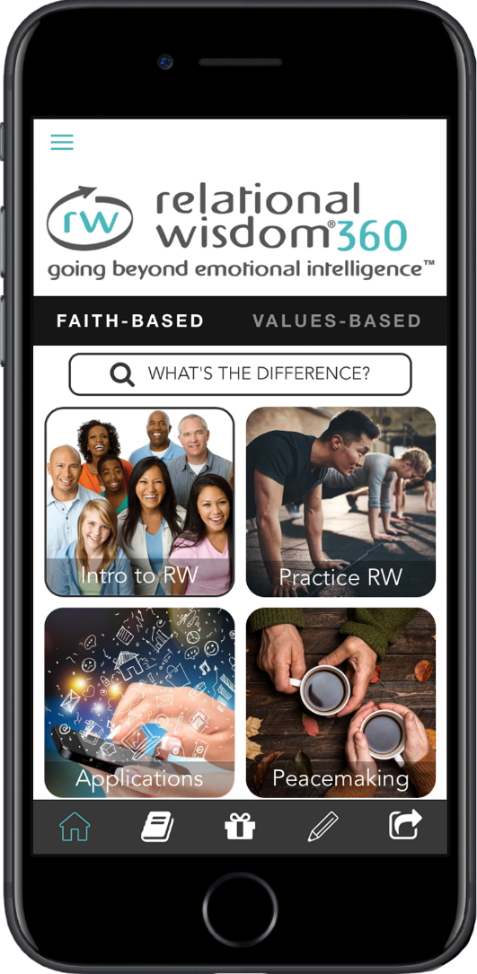 rw
relational
wisdom®360
going beyond emotional intelligence™
FAITH-BASED VALUES-BASED
WHAT'S THE DIFFERENCE?
Intro to RW
Practice RW
Applications
Peacemaking